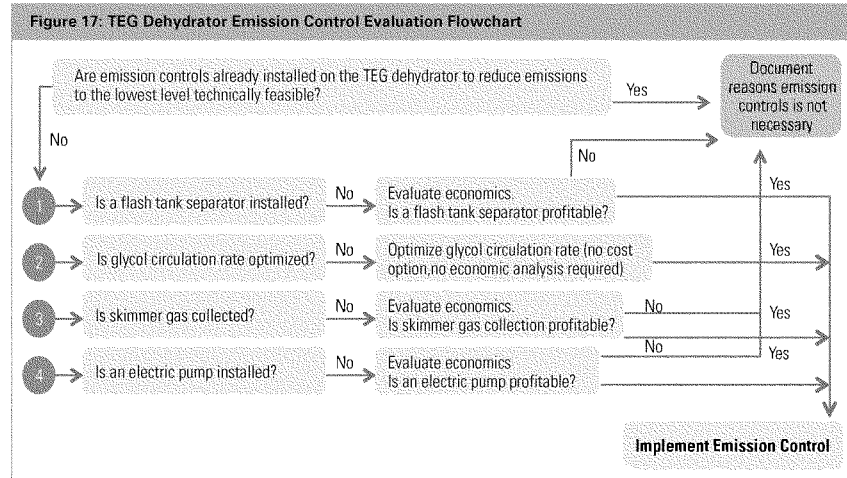 Figure 17: TEG Dehydrator Emission Control Evaluation Flowchart
Are emission controls already installed on the TEG dehydrator to reduce emissions
to the lowest level technically feasible?
Yes
Document
reasons emission
controls is not
necessary
No
No
1
Is a flash tank separator installed?
No
Evaluate economics.
Is a flash tank separator profitable?
Yes
2
Is glycol circulation rate optimized?
No
Optimize glycol circulation rate (no cost
option,no economic analysis required)
Yes
3
Is skimmer gas collected?
No
Evaluate economics.
Is skimmer gas collection profitable?
No
Yes
4
Is an electric pump installed?
No
Evaluate economics
Is an electric pump profitable?
No
Yes
Implement Emission Control